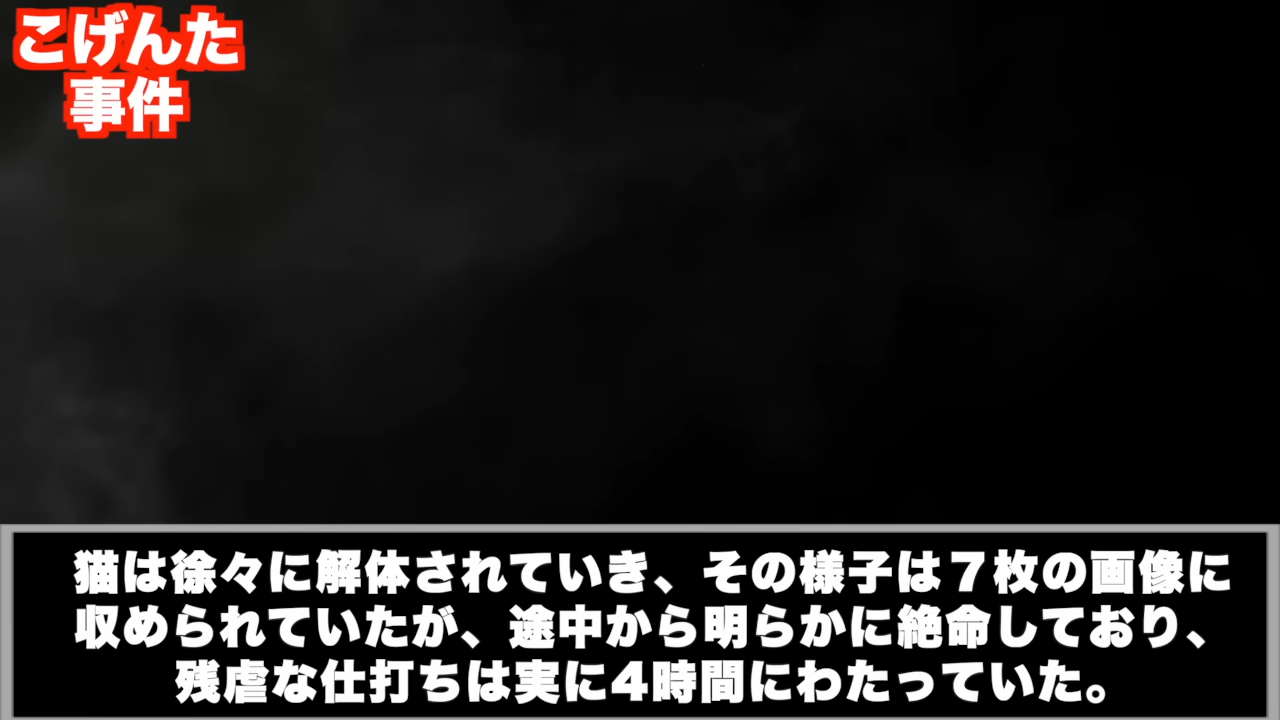 こげんた
事件
猫は徐々に解体されていき、その様子は７枚の画像に
収められていたが、途中から明らかに絶命しており、
残虐な仕打ちは実に4時間にわたっていた。